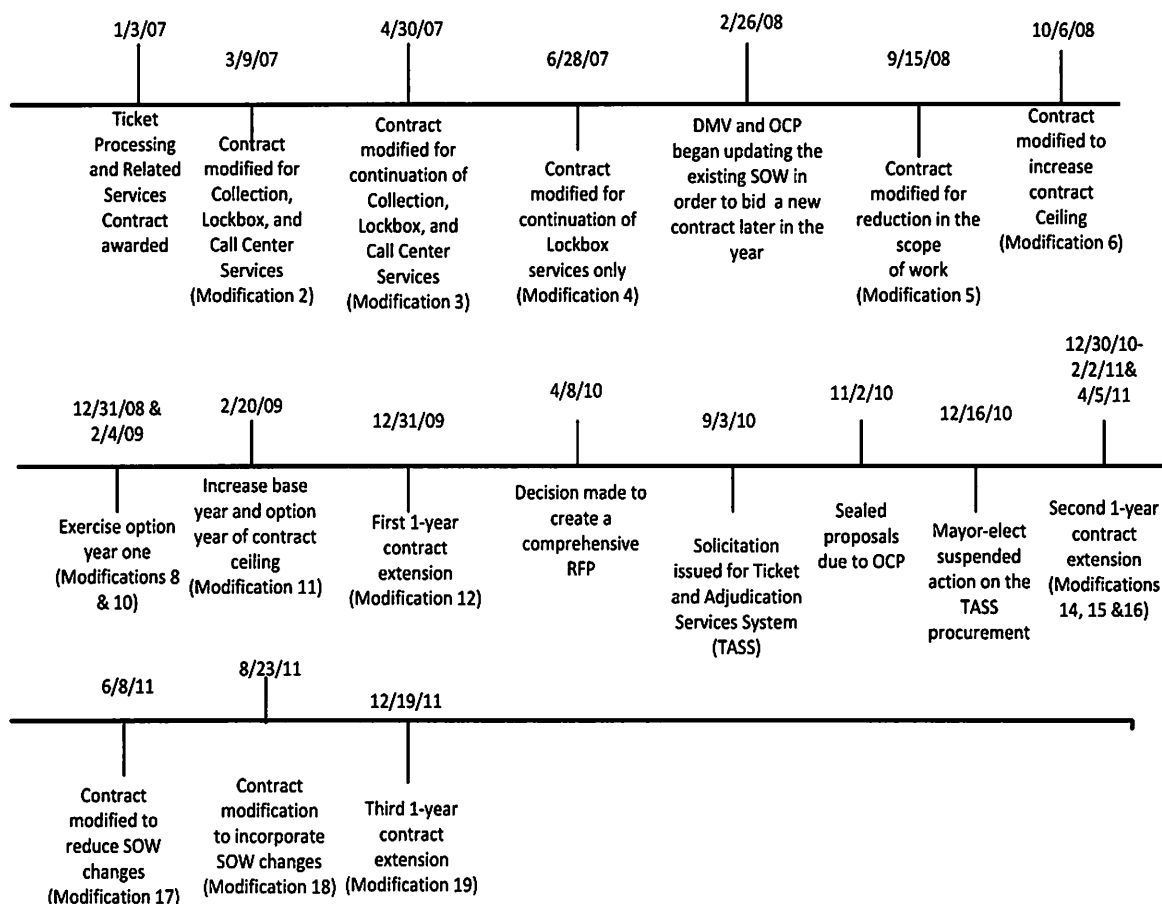 1/3/07
Ticket
Processing
and Related
Services
Contract
awarded
3/9/07
Contract
modified for
Collection,
Lockbox, and
Call Center
Services
(Modification 2)
4/30/07
Contract
modified for
continuation of
Collection,
Lockbox, and
Call Center
Services
(Modification 3)
6/28/07
Contract
modified for
continuation of
Lockbox
services only
(Modification 4)
2/26/08
DMV and OCP
began updating the
existing SOW in
order to bid a new
contract later in the
year
9/15/08
Contract
modified for
reduction in the
scope
of work
(Modification 5)
10/6/08
Contract
modified to
increase
contract
Ceiling
(Modification 6)
12/31/08 &
2/4/09
Exercise option
year one
(Modifications 8
& 10)
2/20/09
Increase base
year and option
year of contract
ceiling
(Modification 11)
12/31/09
First 1-year
contract
extension
(Modification 12)
4/8/10
Decision made to
create a
comprehensive
RFP
9/3/10
Solicitation
issued for Ticket
and Adjudication
Services System
(TASS)
11/2/10
Sealed
proposals
due to OCP
12/16/10
Mayor-elect
suspended
action on the
TASS
procurement
12/30/10-
2/2/11&
4/5/11
Second 1-year
contract
extension
(Modifications
14, 15 &16)
6/8/11
Contract
modified to
reduce SOW
changes
(Modification 17)
8/23/11
Contract
modification
to incorporate
SOW changes
(Modification 18)
12/19/11
Third 1-year
contract
extension
(Modification 19)